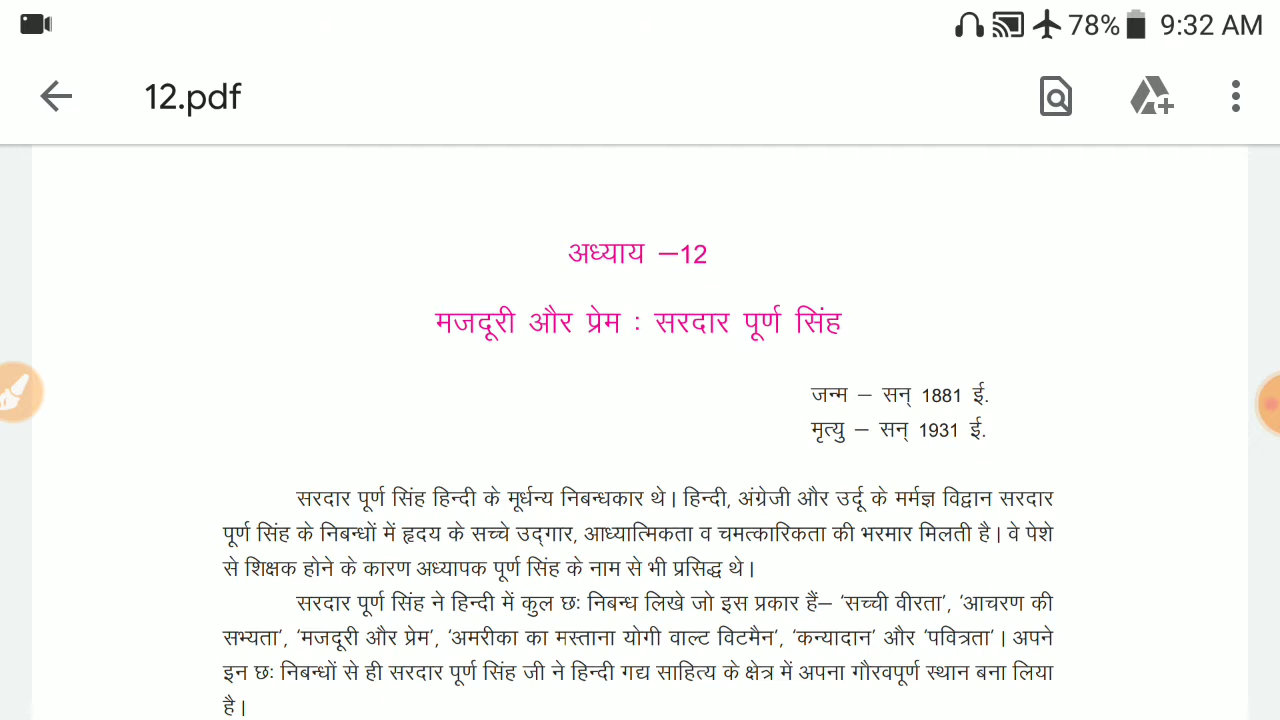 78% 9:32 AM
12.pdf
अध्याय –12
मजदूरी और प्रेम : सरदार पूर्ण सिंह
जन्म – सन् 1881 ई.
मृत्यु – सन् 1931 ई.
सरदार पूर्ण सिंह हिन्दी के मूर्धन्य निबन्धकार थे। हिन्दी, अंग्रेजी और उर्दू के मर्मज्ञ विद्वान सरदार
पूर्ण सिंह के निबन्धों में हृदय के सच्चे उद्‌गार, आध्यात्मिकता व चमत्कारिकता की भरमार मिलती है। वे पेशे
से शिक्षक होने के कारण अध्यापक पूर्ण सिंह के नाम से भी प्रसिद्ध थे।
सरदार पूर्ण सिंह ने हिन्दी में कुल छः निबन्ध लिखे जो इस प्रकार हैं– ‘सच्ची वीरता’, ‘आचरण की
सभ्यता’, ‘मजदूरी और प्रेम’, ‘अमरीका का मस्ताना योगी वाल्ट विटमैन’, ‘कन्यादान’ और ‘पवित्रता’। अपने
इन छः निबन्धों से ही सरदार पूर्ण सिंह जी ने हिन्दी गद्य साहित्य के क्षेत्र में अपना गौरवपूर्ण स्थान बना लिया
है।